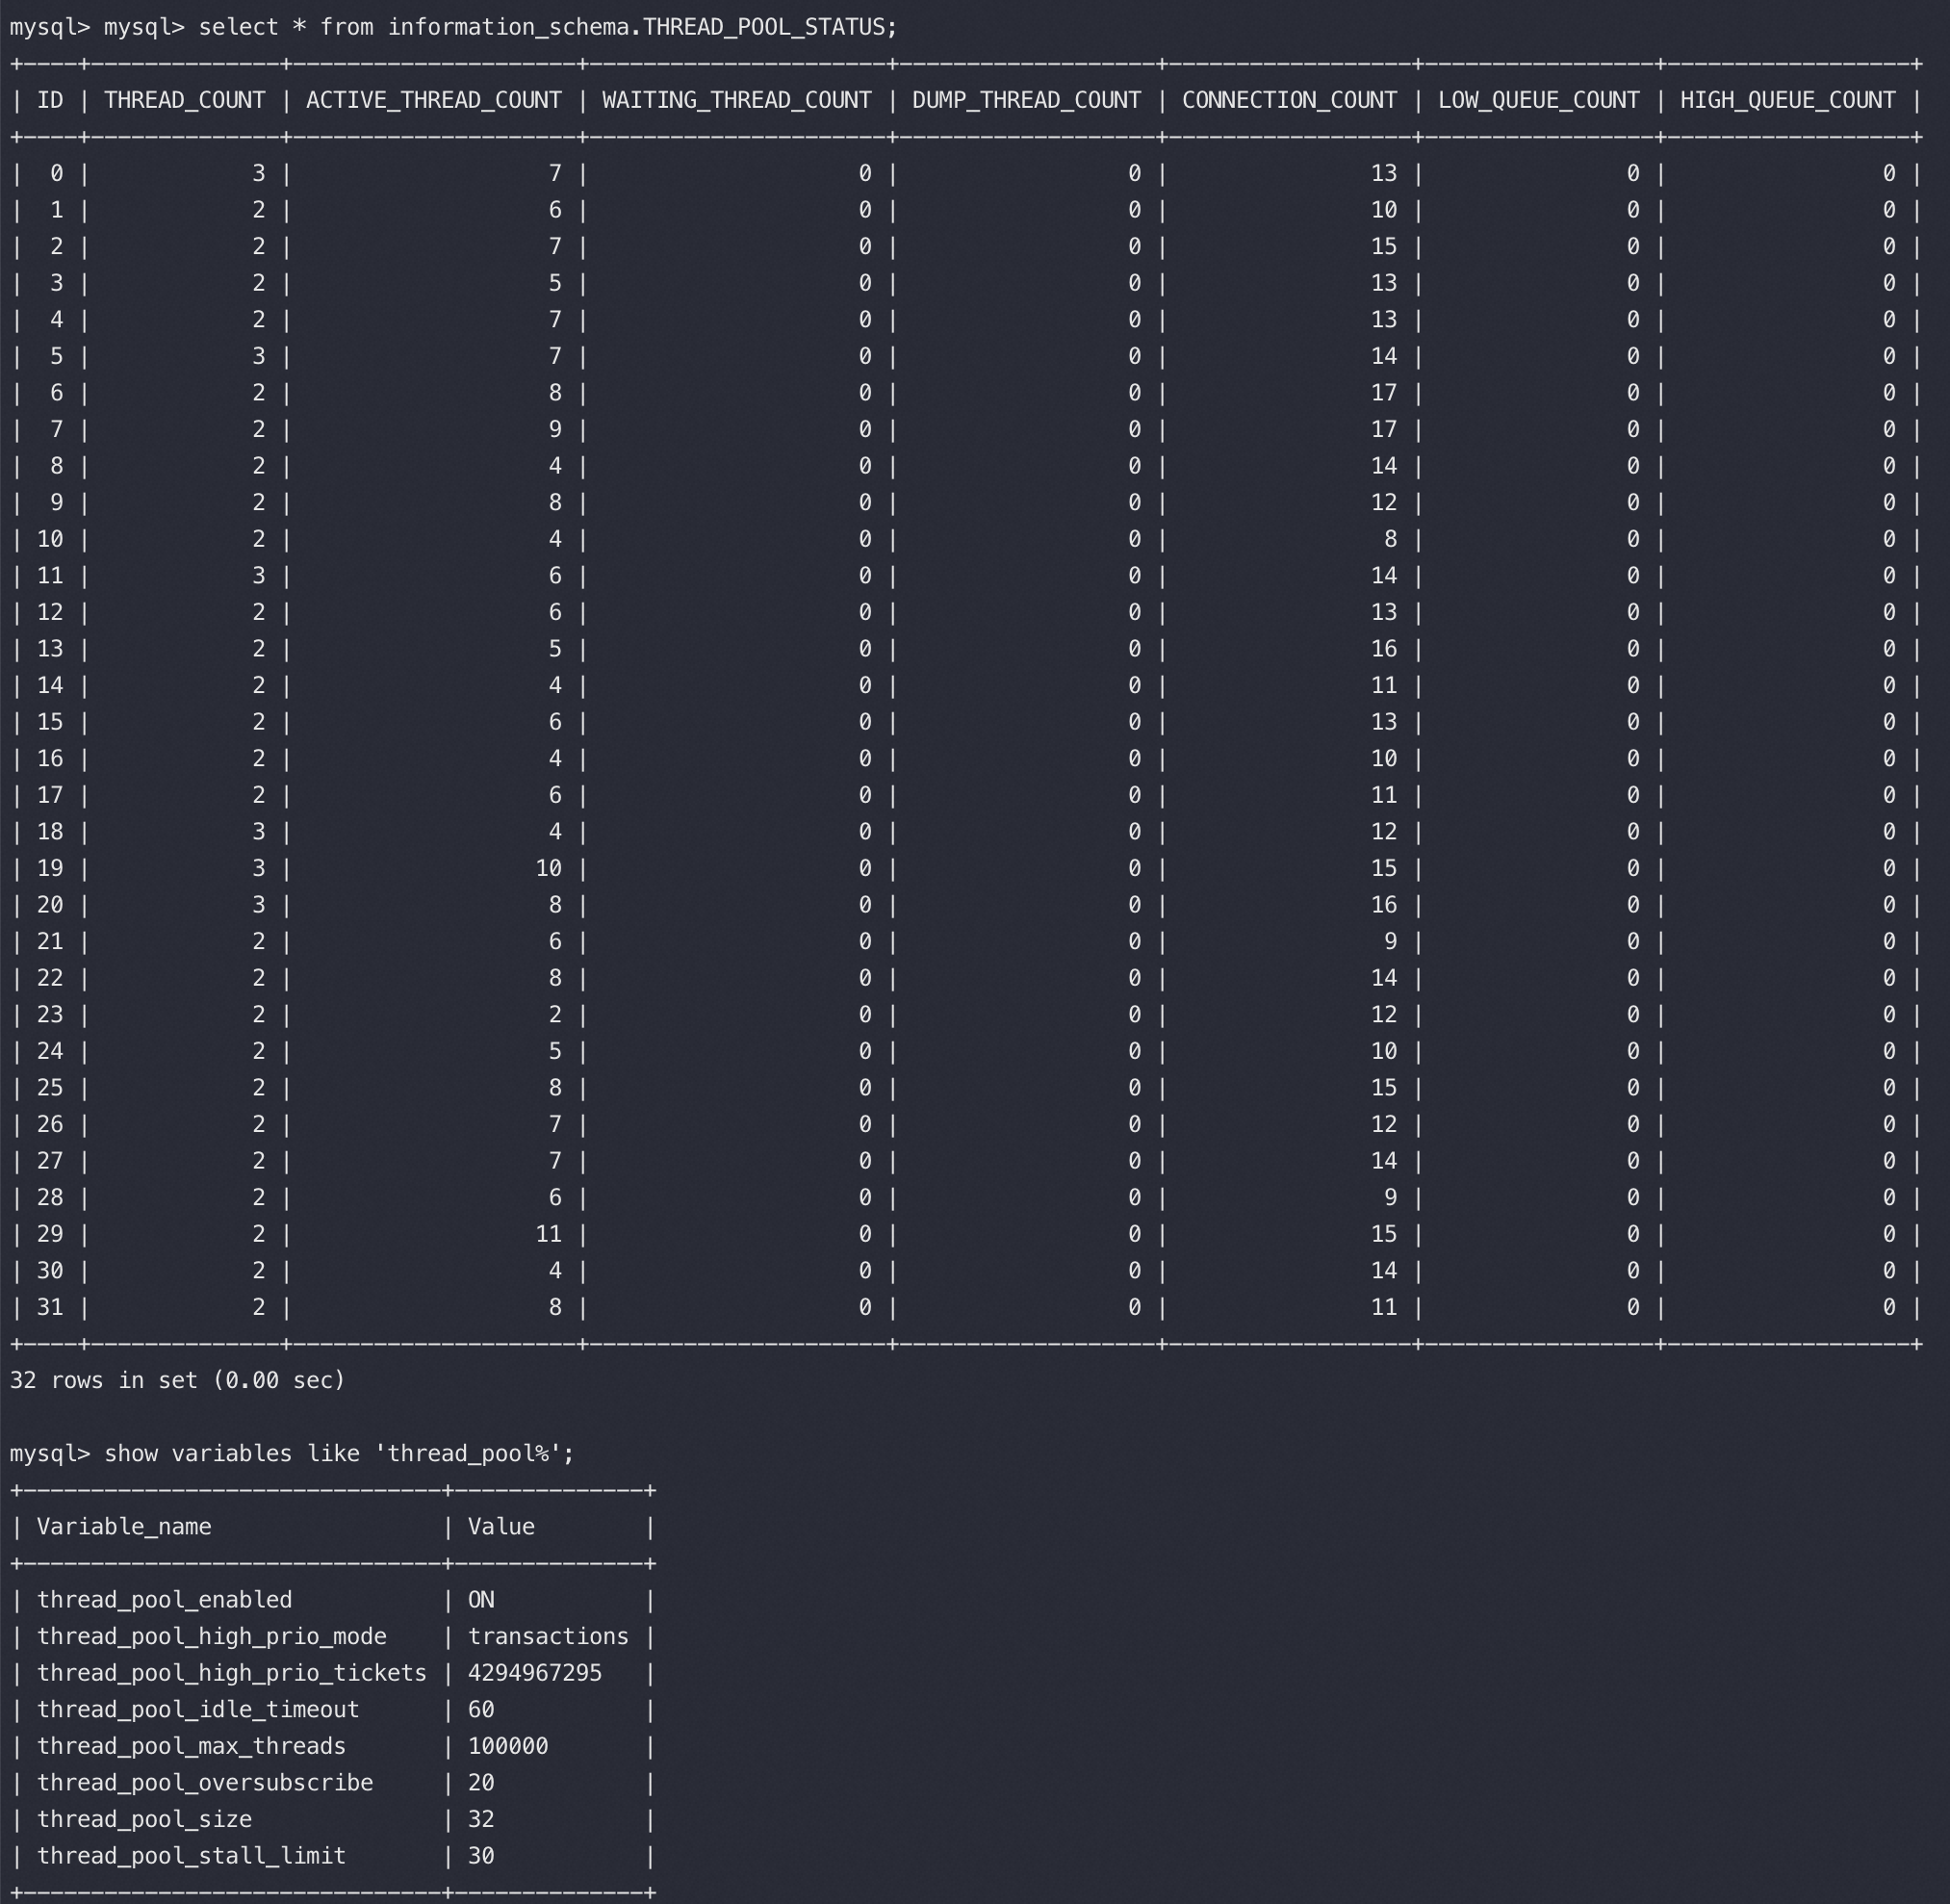 mysql> mysql> select * from information_schema.THREAD_POOL_STATUS;
+----+--------------+---------------------+----------------------+-------------------+------------------+-----------------+------------------+
| ID | THREAD_COUNT | ACTIVE_THREAD_COUNT | WAITING_THREAD_COUNT | DUMP_THREAD_COUNT | CONNECTION_COUNT | LOW_QUEUE_COUNT | HIGH_QUEUE_COUNT |
+----+--------------+---------------------+----------------------+-------------------+------------------+-----------------+------------------+
|  0 |            3 |                   7 |                    0 |                 0 |               13 |               0 |                0 |
|  1 |            2 |                   6 |                    0 |                 0 |               10 |               0 |                0 |
|  2 |            2 |                   7 |                    0 |                 0 |               15 |               0 |                0 |
|  3 |            2 |                   5 |                    0 |                 0 |               13 |               0 |                0 |
|  4 |            2 |                   7 |                    0 |                 0 |               13 |               0 |                0 |
|  5 |            3 |                   7 |                    0 |                 0 |               14 |               0 |                0 |
|  6 |            2 |                   8 |                    0 |                 0 |               17 |               0 |                0 |
|  7 |            2 |                   9 |                    0 |                 0 |               17 |               0 |                0 |
|  8 |            2 |                   4 |                    0 |                 0 |               14 |               0 |                0 |
|  9 |            2 |                   8 |                    0 |                 0 |               12 |               0 |                0 |
| 10 |            2 |                   4 |                    0 |                 0 |                8 |               0 |                0 |
| 11 |            3 |                   6 |                    0 |                 0 |               14 |               0 |                0 |
| 12 |            2 |                   6 |                    0 |                 0 |               13 |               0 |                0 |
| 13 |            2 |                   5 |                    0 |                 0 |               16 |               0 |                0 |
| 14 |            2 |                   4 |                    0 |                 0 |               11 |               0 |                0 |
| 15 |            2 |                   6 |                    0 |                 0 |               13 |               0 |                0 |
| 16 |            2 |                   4 |                    0 |                 0 |               10 |               0 |                0 |
| 17 |            2 |                   6 |                    0 |                 0 |               11 |               0 |                0 |
| 18 |            3 |                   4 |                    0 |                 0 |               12 |               0 |                0 |
| 19 |            3 |                  10 |                    0 |                 0 |               15 |               0 |                0 |
| 20 |            3 |                   8 |                    0 |                 0 |               16 |               0 |                0 |
| 21 |            2 |                   6 |                    0 |                 0 |                9 |               0 |                0 |
| 22 |            2 |                   8 |                    0 |                 0 |               14 |               0 |                0 |
| 23 |            2 |                   2 |                    0 |                 0 |               12 |               0 |                0 |
| 24 |            2 |                   5 |                    0 |                 0 |               10 |               0 |                0 |
| 25 |            2 |                   8 |                    0 |                 0 |               15 |               0 |                0 |
| 26 |            2 |                   7 |                    0 |                 0 |               12 |               0 |                0 |
| 27 |            2 |                   7 |                    0 |                 0 |               14 |               0 |                0 |
| 28 |            2 |                   6 |                    0 |                 0 |                9 |               0 |                0 |
| 29 |            2 |                  11 |                    0 |                 0 |               15 |               0 |                0 |
| 30 |            2 |                   4 |                    0 |                 0 |               14 |               0 |                0 |
| 31 |            2 |                   8 |                    0 |                 0 |               11 |               0 |                0 |
+----+--------------+---------------------+----------------------+-------------------+------------------+-----------------+------------------+
32 rows in set (0.00 sec)
mysql> show variables like 'thread_pool%';
+-------------------------------+--------------+
| Variable_name                 | Value        |
+-------------------------------+--------------+
| thread_pool_enabled           | ON           |
| thread_pool_high_prio_mode    | transactions |
| thread_pool_high_prio_tickets | 4294967295   |
| thread_pool_idle_timeout      | 60           |
| thread_pool_max_threads       | 100000       |
| thread_pool_oversubscribe     | 20           |
| thread_pool_size              | 32           |
| thread_pool_stall_limit       | 30           |
+-------------------------------+--------------+